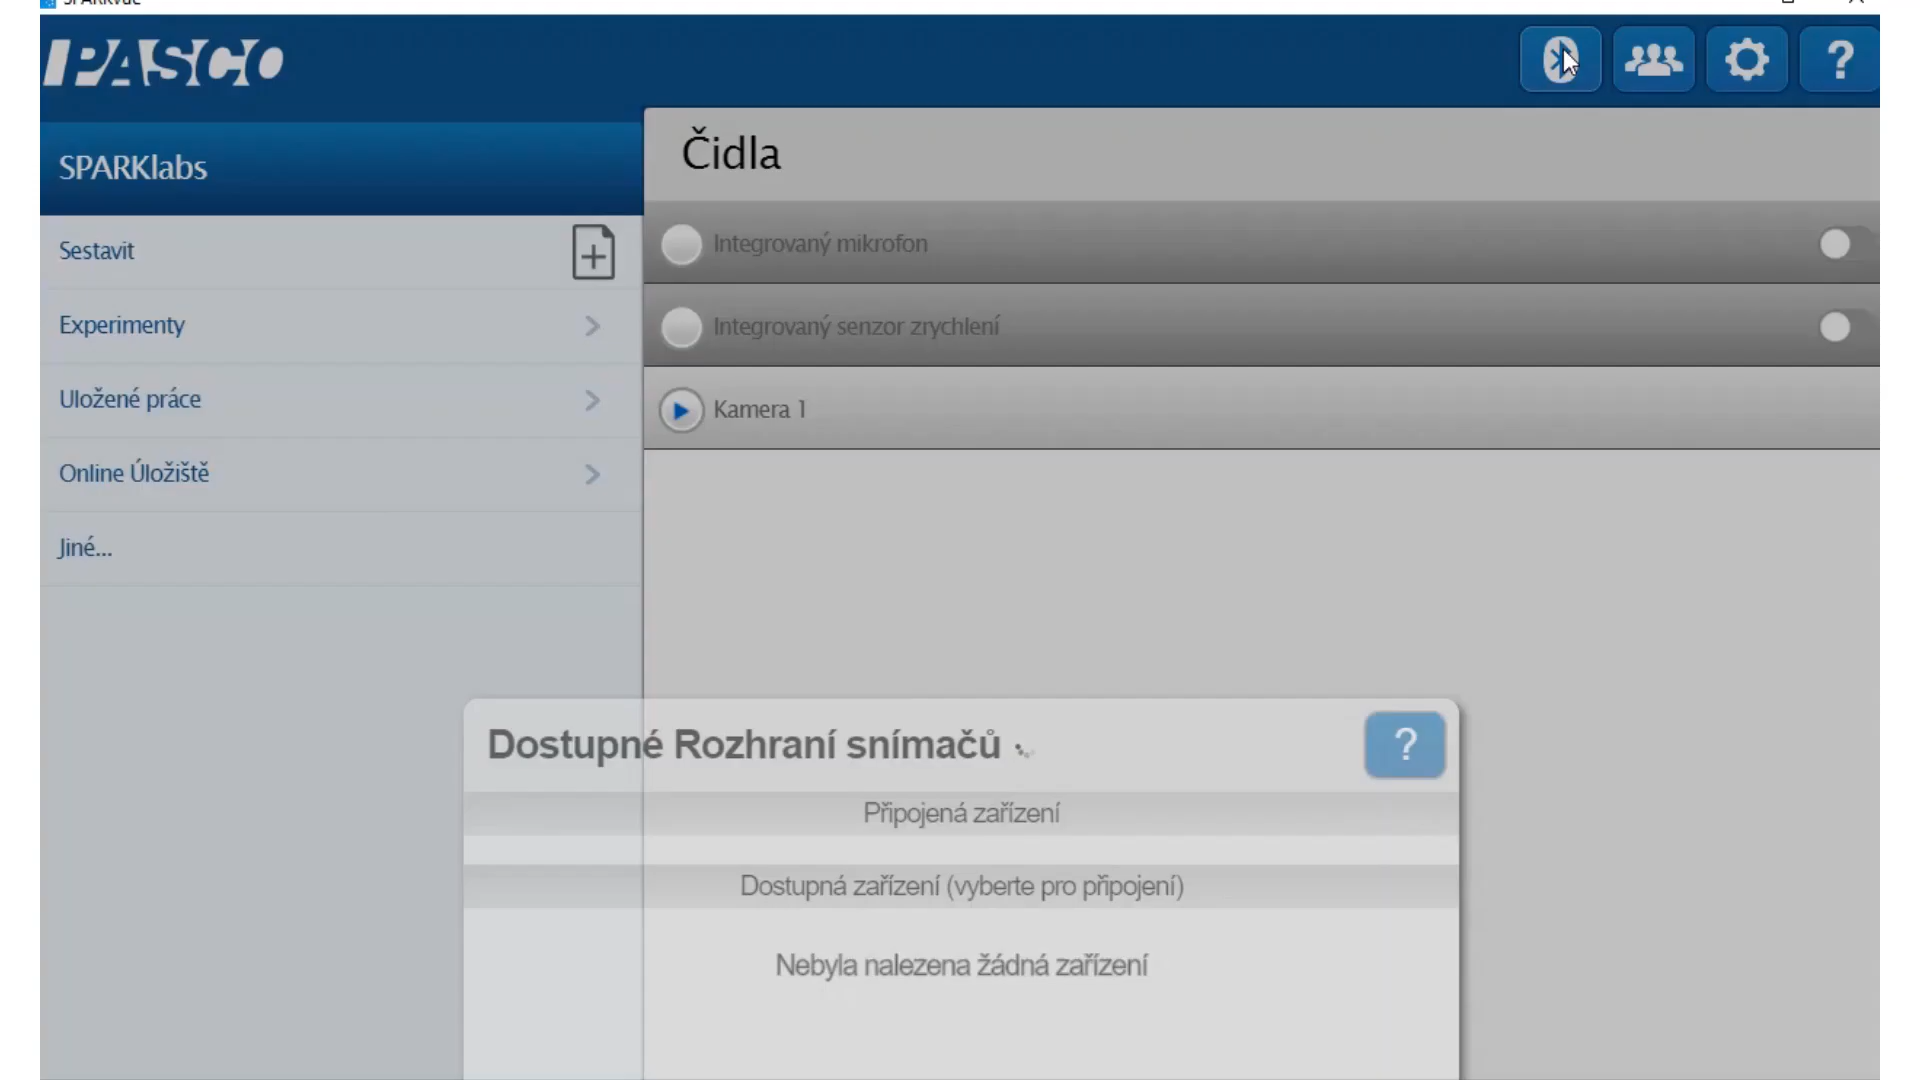 SPARKvue
PASCO
?
SPARKlabs
Čidla
Sestavit
Integrovaný mikrofon
Experimenty
Integrovaný senzor zrychlení
Uložené práce
Kamera 1
Online Úložiště
Jiné...
Dostupné Rozhraní snímačů
?
Připojená zařízení
Dostupná zařízení (vyberte pro připojení)
Nebyla nalezena žádná zařízení